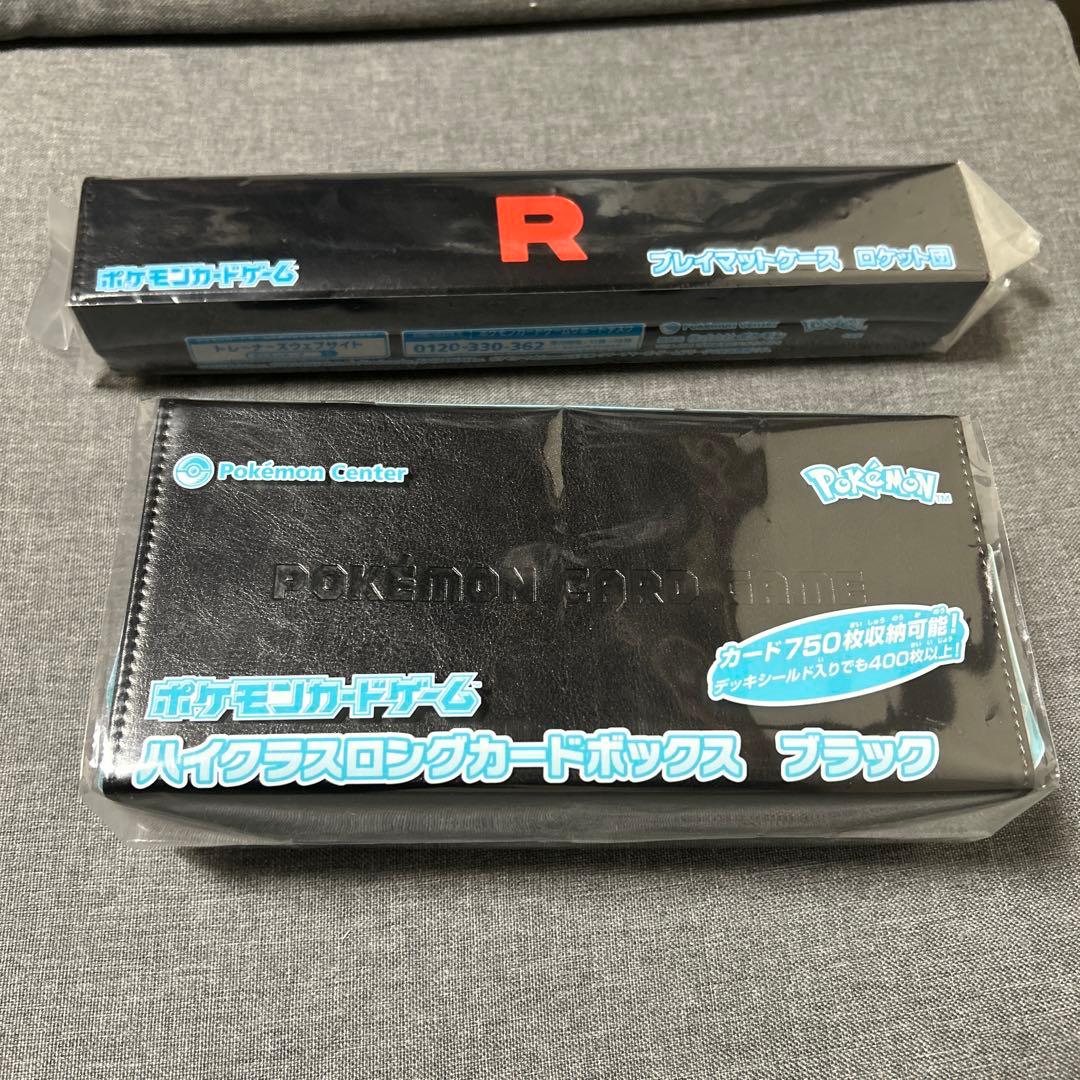 R
ポケモンカードゲーム
プレイマットケース ロケット団
トレーナーズウェブサイト
0120-330-362
Pokémon Center
POKÉMON
Pokémon Center
POKÉMON™
POKÉMON CARD GAME
カード750枚収納可能!
デッキシールド入りでも400枚以上!
ポケモンカードゲーム
ハイクラスロングカードボックス ブラック